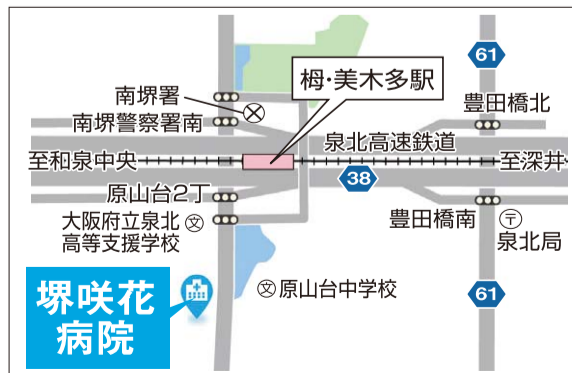 61
栂・美木多駅
南堺署
南堺警察署南
豊田橋北
泉北高速鉄道
至和泉中央
至深井
38
原山台2丁
大阪府立泉北
高等支援学校
文
豊田橋南
〒
泉北局
堺咲花
病院
文
原山台中学校
61